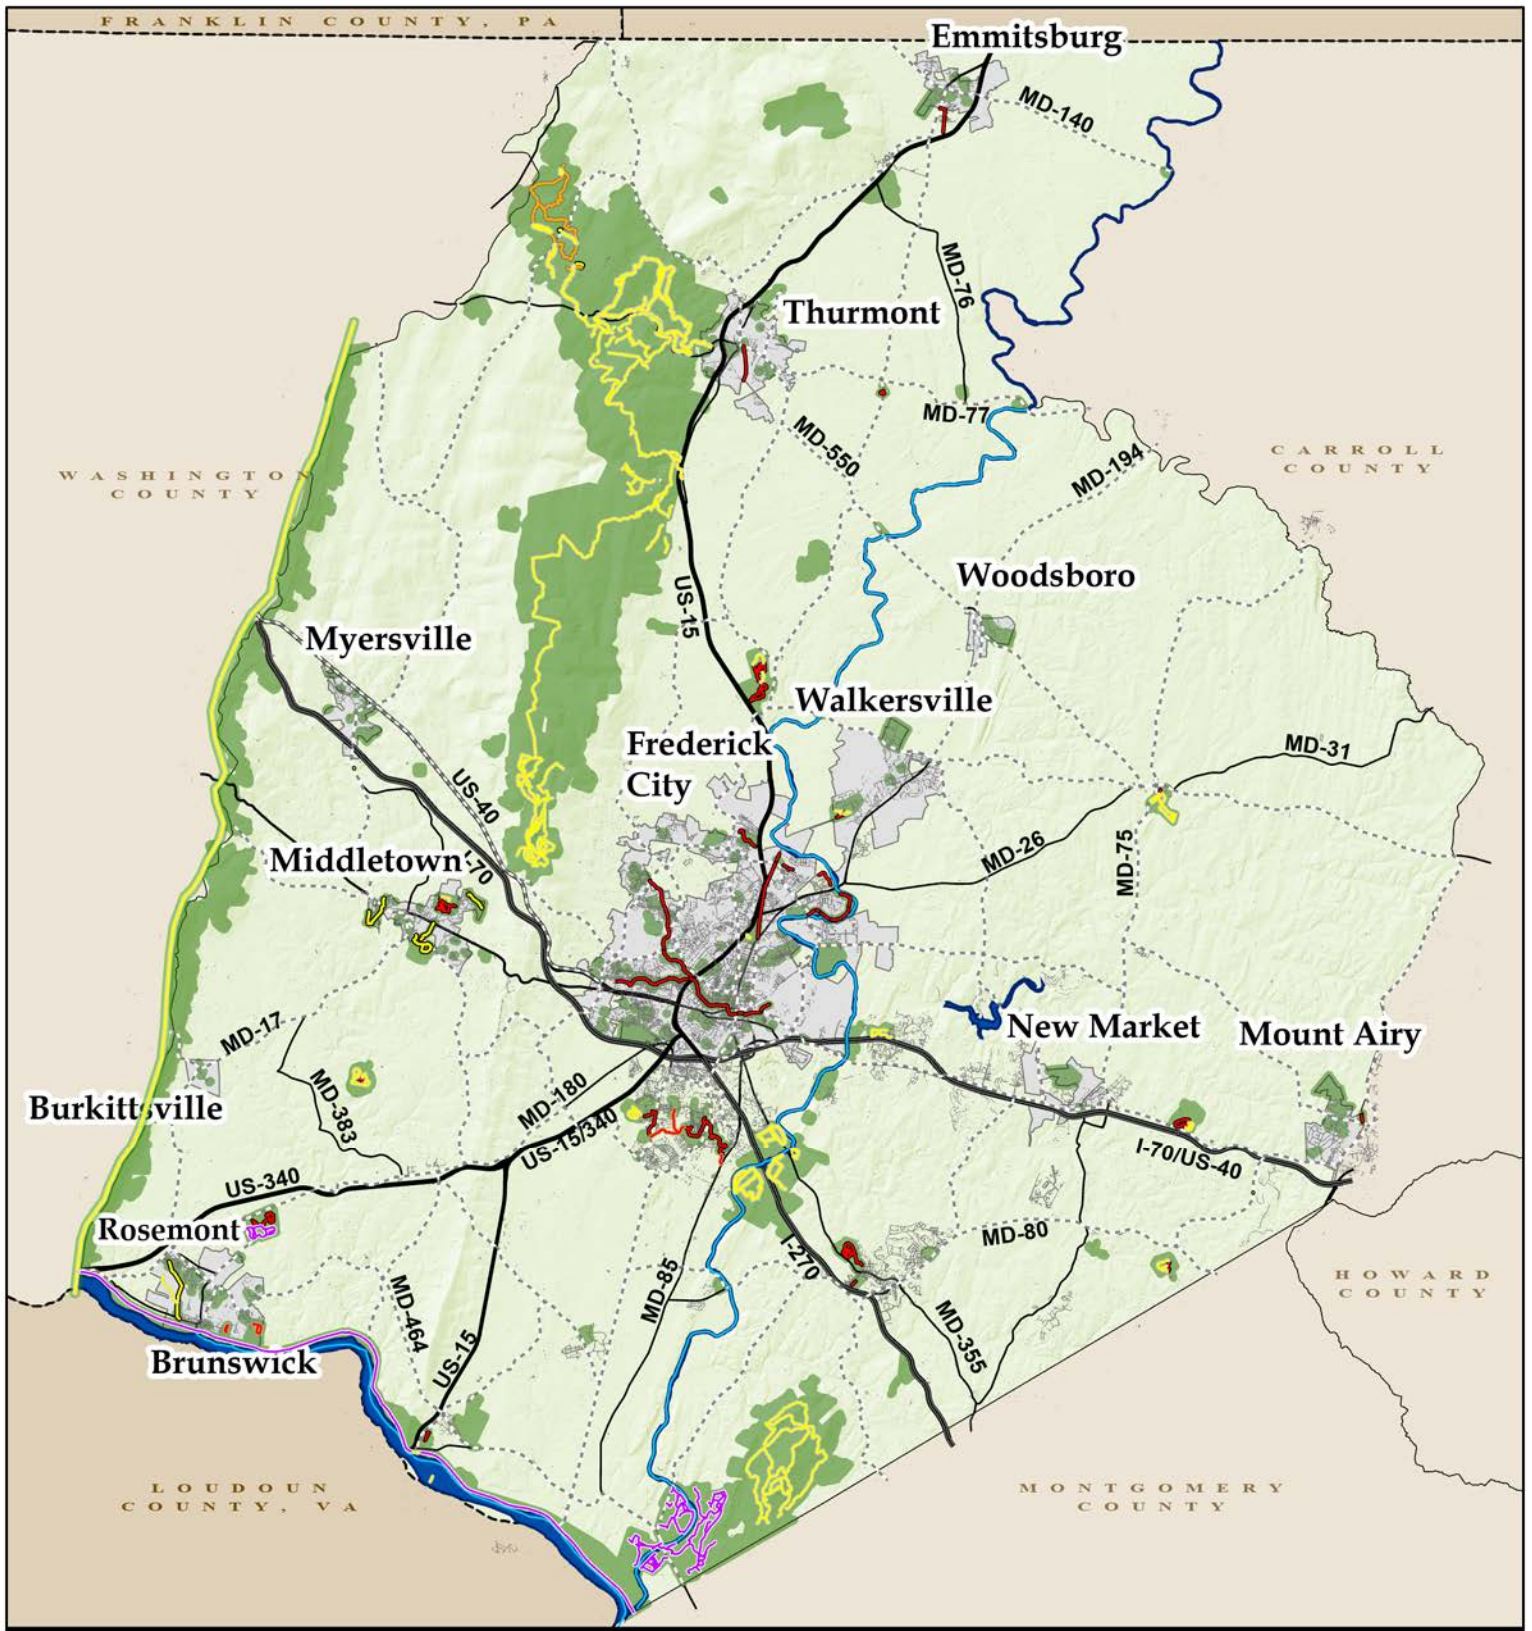 FRANKLIN COUNTY, PA
Emmitsburg
MD-140
MD-76
Thurmont
MD-77
MD-550
MD-194
CARROLL
COUNTY
WASHINGTON
COUNTY
Woodsboro
US-15
Myersville
Walkersville
Frederick
City
MD-31
US-40
MD-26
MD-75
Middletown
I-70
MD-17
New Market
Mount Airy
MD-383
MD-180
Burkittsville
US-15/340
I-70/US-40
US-340
Rosemont
MD-80
I-270
MD-85
HOWARD
COUNTY
MD-464
MD-355
US-15
Brunswick
LOUDOUN
COUNTY, VA
MONTGOMERY
COUNTY